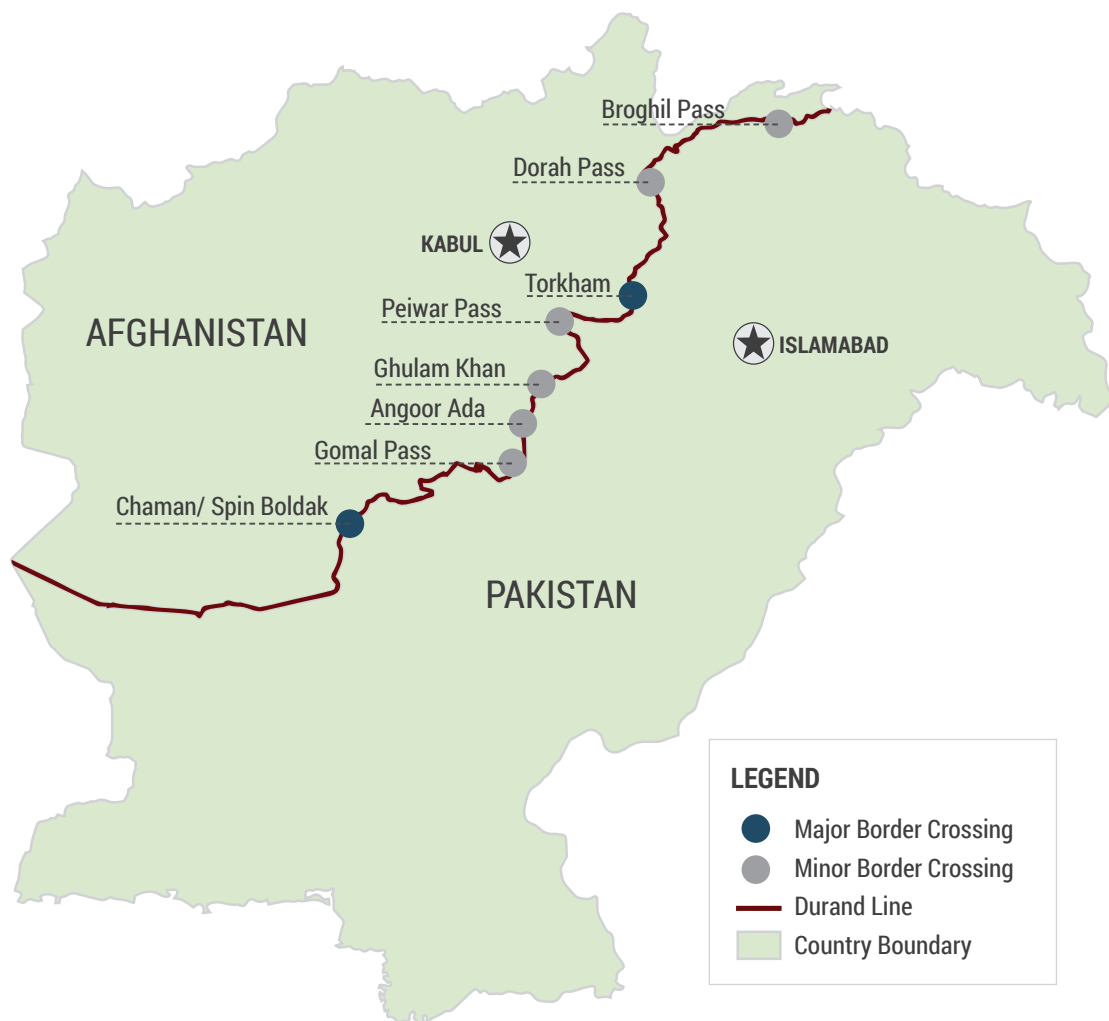 Broghil Pass
Dorah Pass
KABUL
Torkham
Peiwar Pass
AFGHANISTAN
ISLAMABAD
Ghulam Khan
Angoor Ada
Gomal Pass
Chaman/ Spin Boldak
PAKISTAN
LEGEND
Major Border Crossing
Minor Border Crossing
Durand Line
Country Boundary